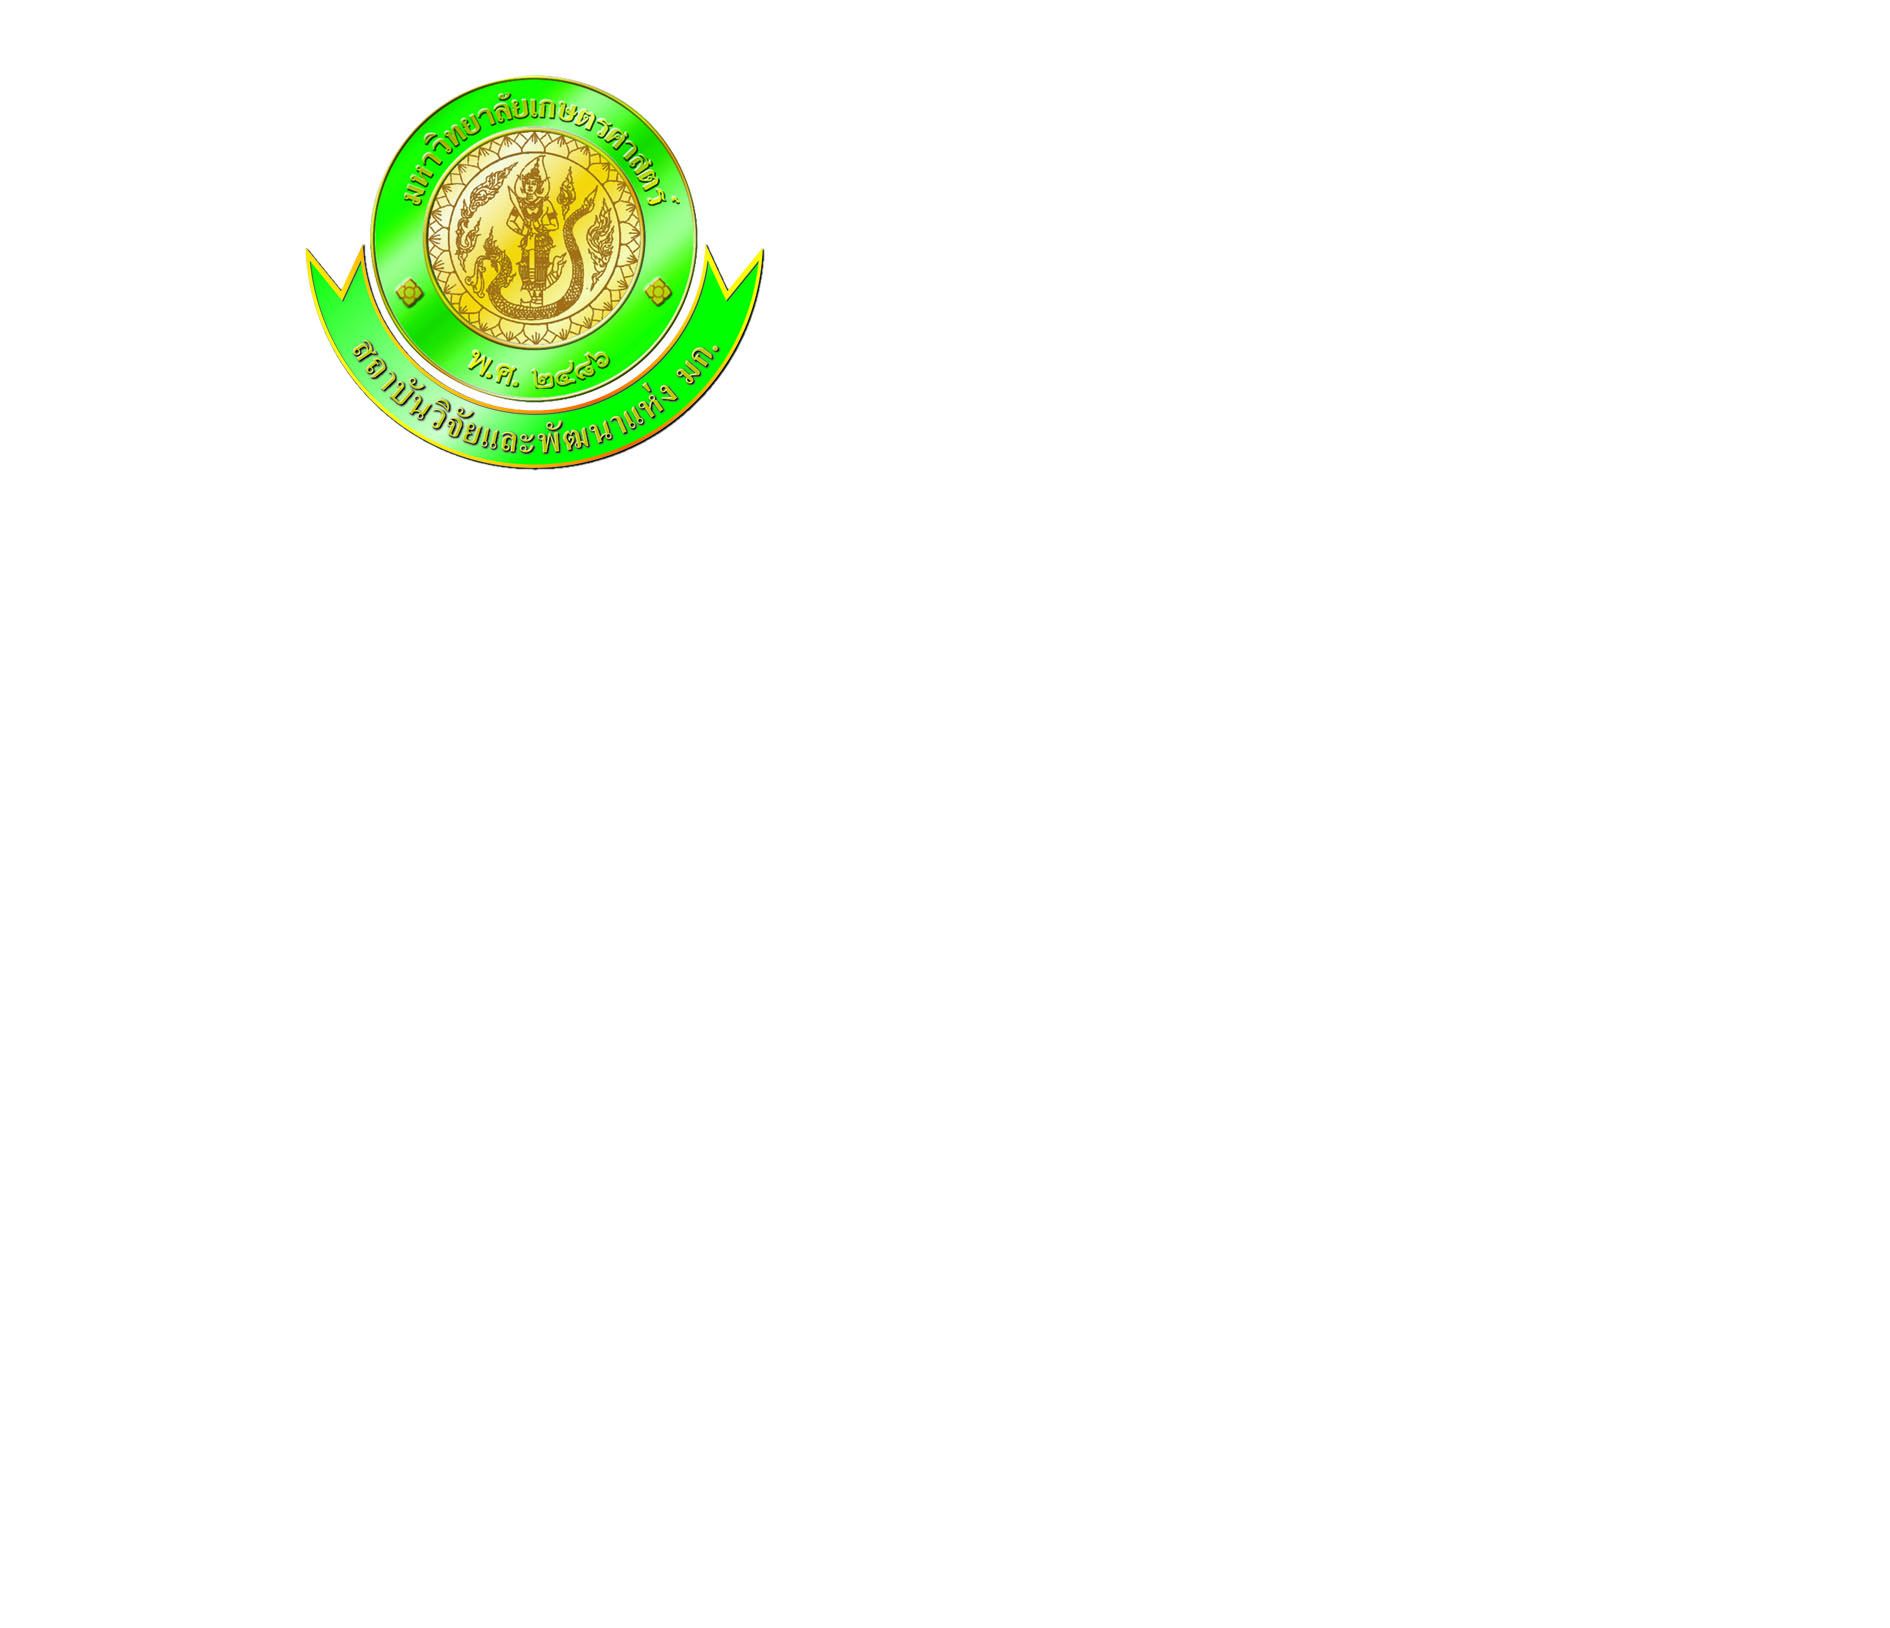 มหาวิทยาลัยเกษตรศาสตร์
พ.ศ. ๒๔๘๖
สถาบันวิจัยและพัฒนาแห่ง มก.